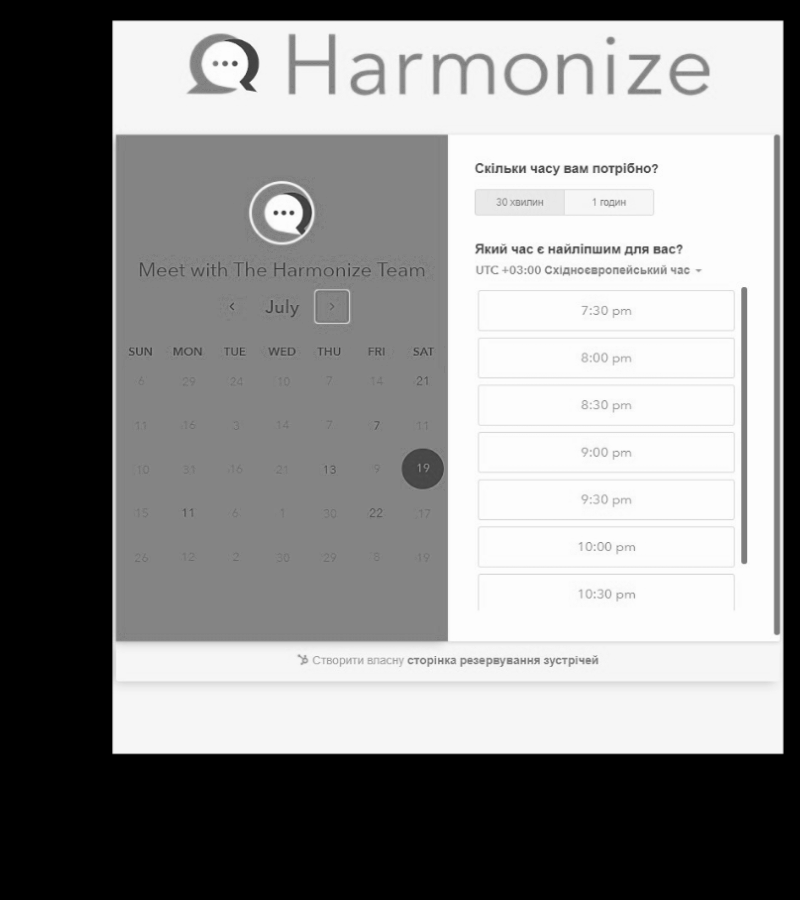 Harmonize
Meet with The Harmonize Team
July
SUN MON TUE WED THU FRI SAT
6 29 24 10 7 14 21
11 16 3 14 7 7 11
10 31 16 21 13 9 19
15 11 6 1 30 22 17
26 12 2 30 29 8 19
Скільки часу вам потрібно?
30 хвилин 1 годин
Який час є найліпшим для вас?
UTC +03:00 Східноєвропейський час
7:30 pm
8:00 pm
8:30 pm
9:00 pm
9:30 pm
10:00 pm
10:30 pm
Створити власну сторінка резервування зустрічей